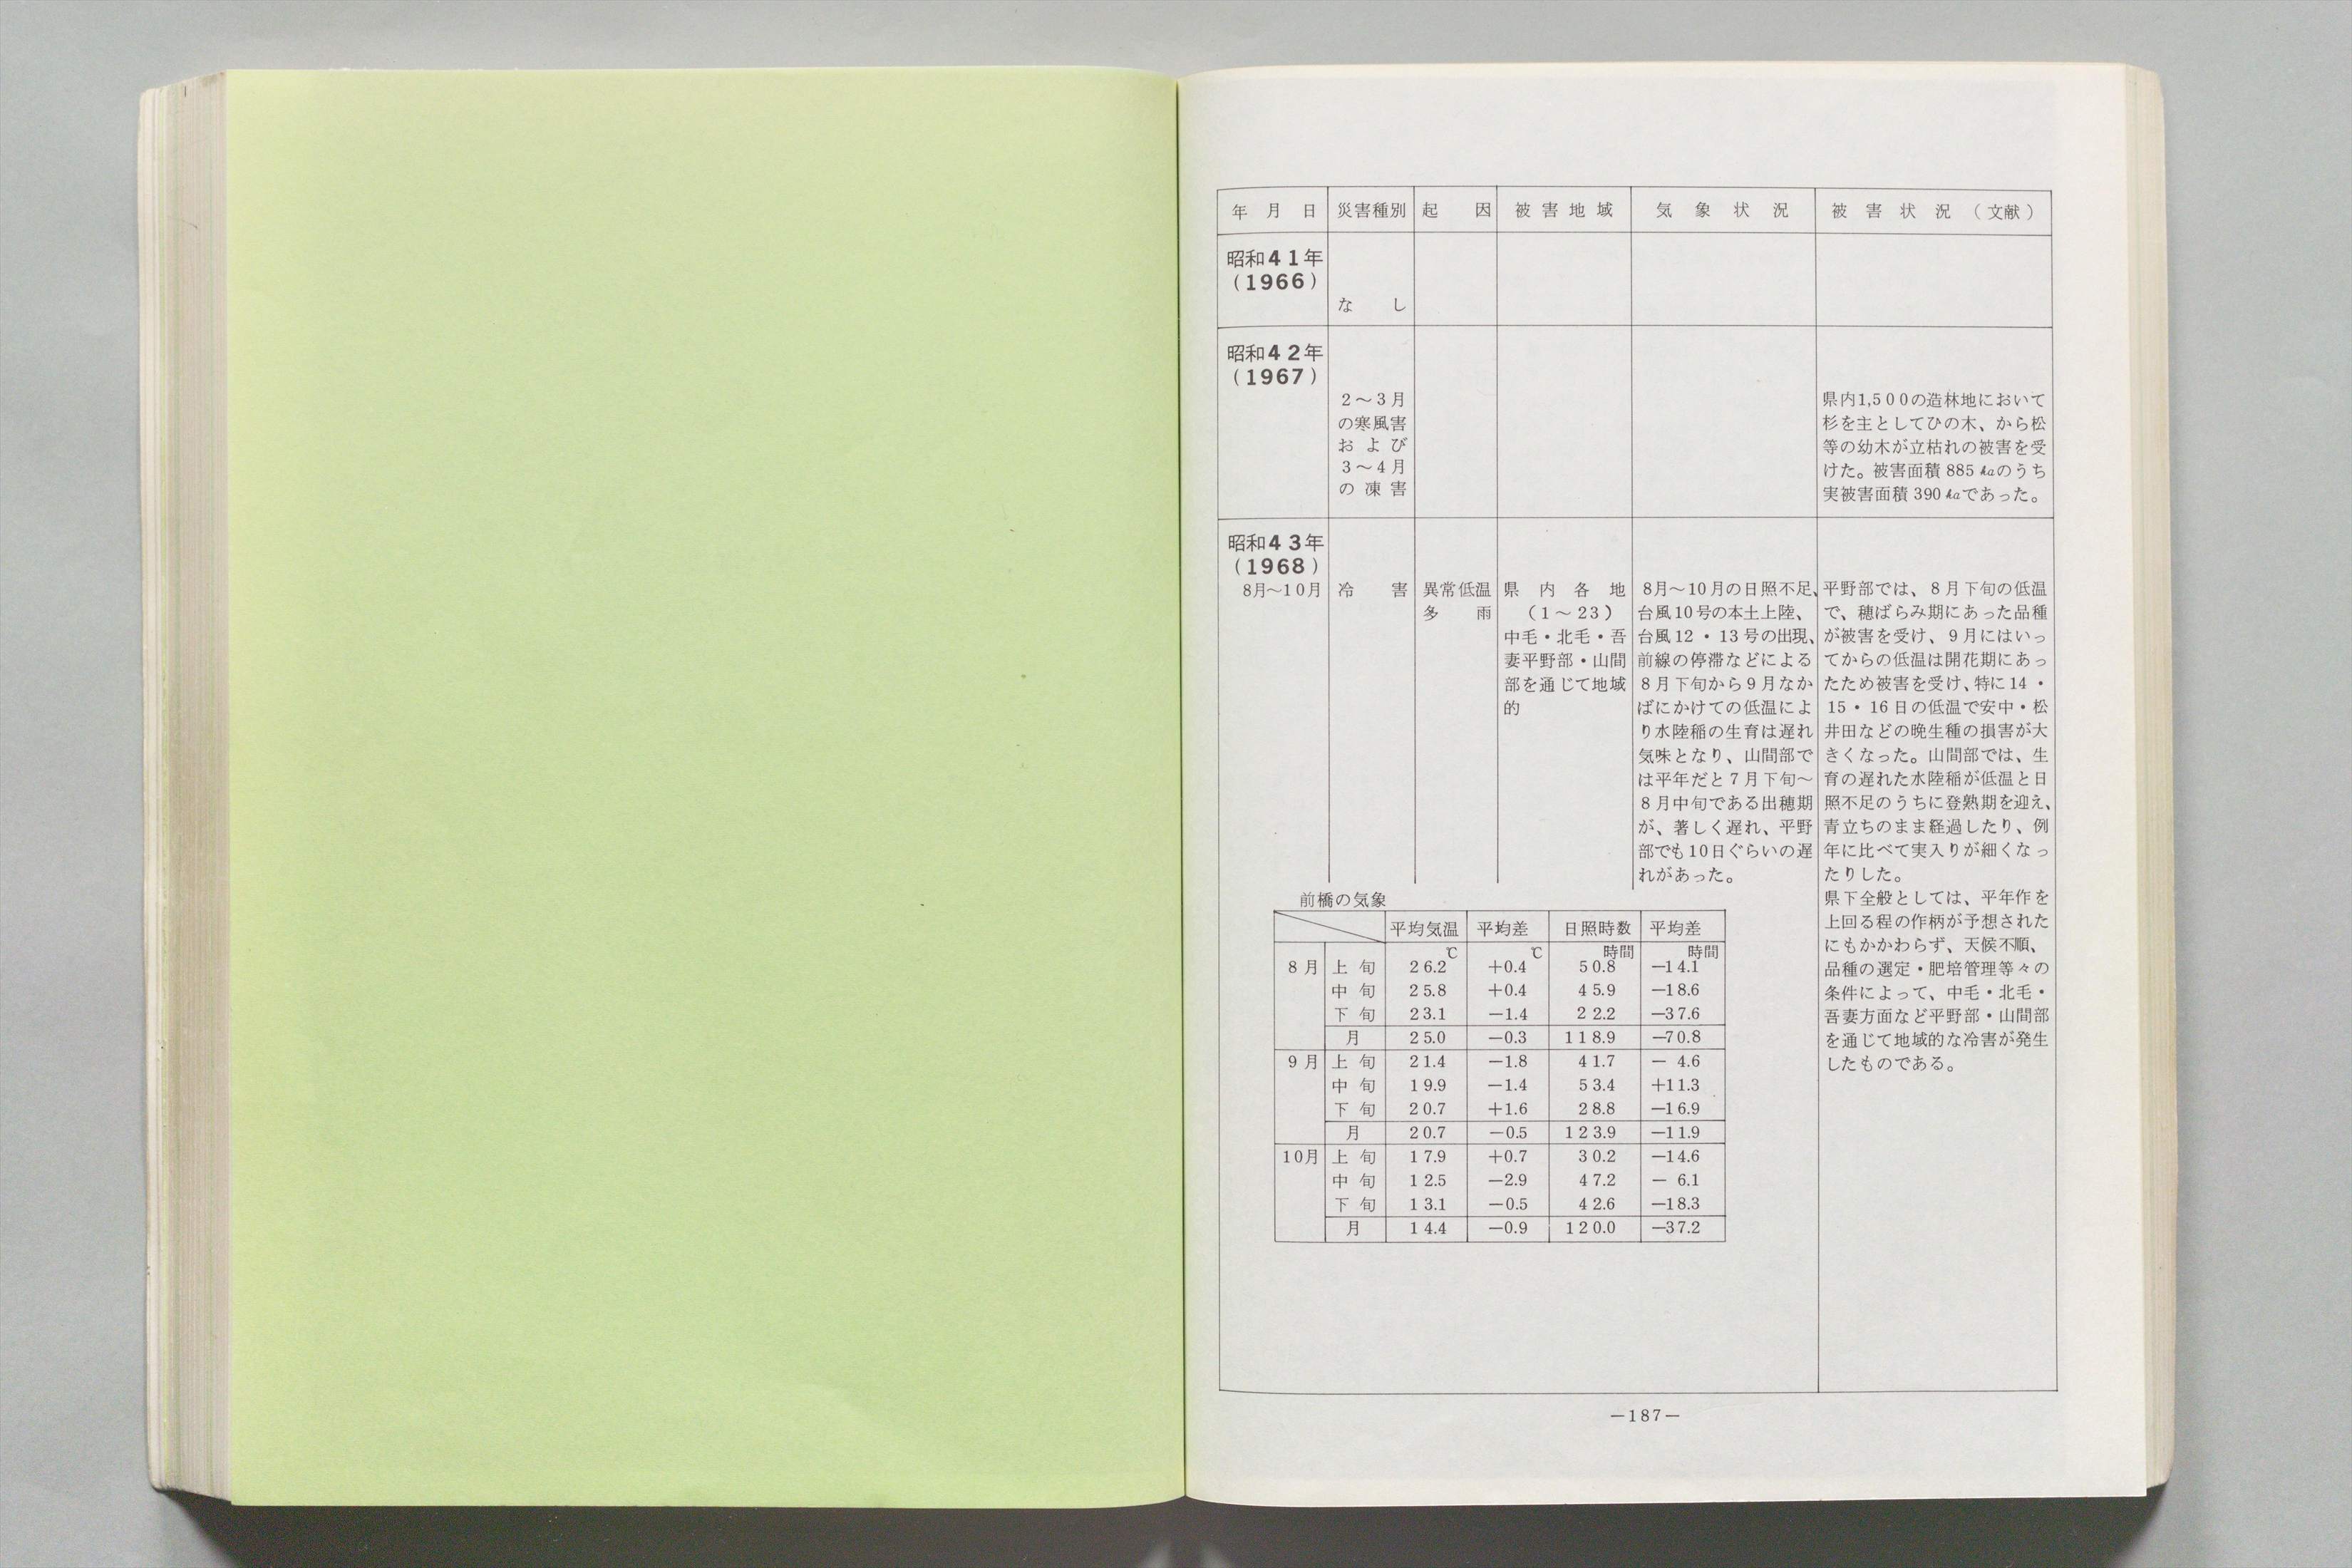 年月日 災害種別 起因 被害地域 気象状況 被害状況（文献）
昭和41年
（1966）
なし
昭和42年
（1967）
2～3月
の寒風害
および
3～4月
の凍害
県内1,500の造林地において
杉を主としてひの木、から松
等の幼木が立枯れの被害を受
けた。被害面積885haのうち
実被害面積390haであった。
昭和43年
（1968）
8月～10月
冷害
異常低温
多雨
県内各地
（1～23）
中毛・北毛・吾
妻平野部・山間
部を通じて地域
的
8月～10月の日照不足、
台風10号の本土上陸、
台風12・13号の出現、
前線の停滞などによる
8月下旬から9月なか
ばにかけての低温によ
り水陸稲の生育は遅れ
気味となり、山間部で
は平年だと7月下旬～
8月中旬である出穂期
が、著しく遅れ、平野
部でも10日ぐらいの遅
れがあった。
平野部では、8月下旬の低温
で、穂ばらみ期にあった品種
が被害を受け、9月にはいっ
てからの低温は開花期にあっ
たため被害を受け、特に14・
15・16日の低温で安中・松
井田などの晩生種の損害が大
きくなった。山間部では、生
育の遅れた水陸稲が低温と日
照不足のうちに登熟期を迎え、
青立ちのまま経過したり、例
年に比べて実入りが細くなっ
たりした。
県下全般としては、平年作を
上回る程の作柄が予想された
にもかかわらず、天候不順、
品種の選定・肥培管理等々の
条件によって、中毛・北毛・
吾妻方面など平野部・山間部
を通じて地域的な冷害が発生
したものである。
前橋の気象
平均気温 平均差 日照時数 平均差
℃ ℃ 時間 時間
8月 上旬 26.2 +0.4 50.8 −14.1
中旬 25.8 +0.4 45.9 −18.6
下旬 23.1 −1.4 22.2 −37.6
月 25.0 −0.3 118.9 −70.8
9月 上旬 21.4 −1.8 41.7 − 4.6
中旬 19.9 −1.4 53.4 +11.3
下旬 20.7 +1.6 28.8 −16.9
月 20.7 −0.5 123.9 −11.9
10月 上旬 17.9 +0.7 30.2 −14.6
中旬 12.5 −2.9 47.2 − 6.1
下旬 13.1 −0.5 42.6 −18.3
月 14.4 −0.9 120.0 −37.2
−187−